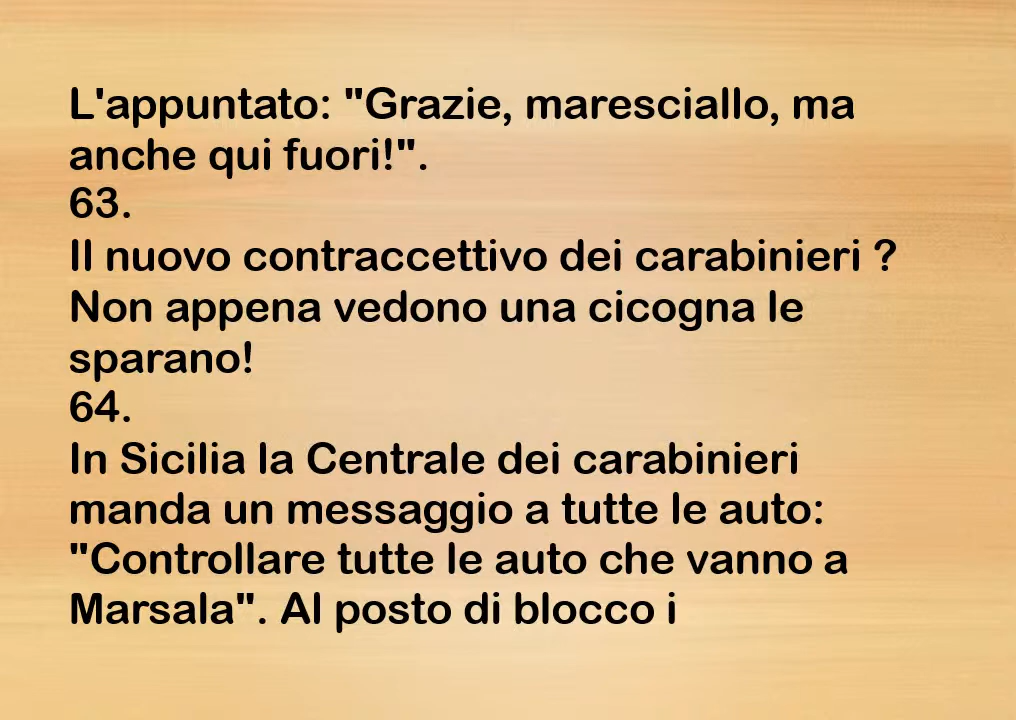 L'appuntato: "Grazie, maresciallo, ma
anche qui fuori!".
63.
Il nuovo contraccettivo dei carabinieri ?
Non appena vedono una cicogna le
sparano!
64.
In Sicilia la Centrale dei carabinieri
manda un messaggio a tutte le auto:
"Controllare tutte le auto che vanno a
Marsala". Al posto di blocco i